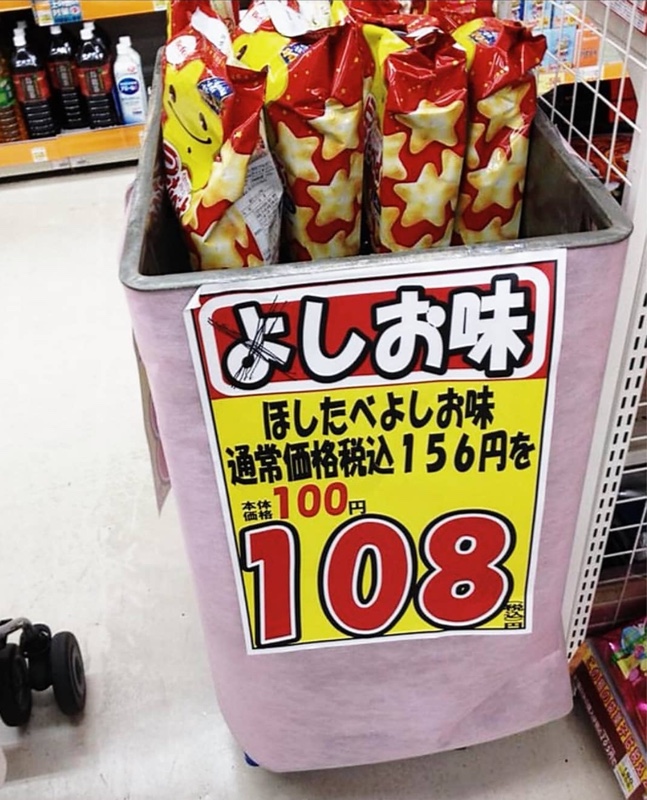 よしお味
ほしたべよしお味
通常価格税込156円を
本体価格100円
108
税込
円